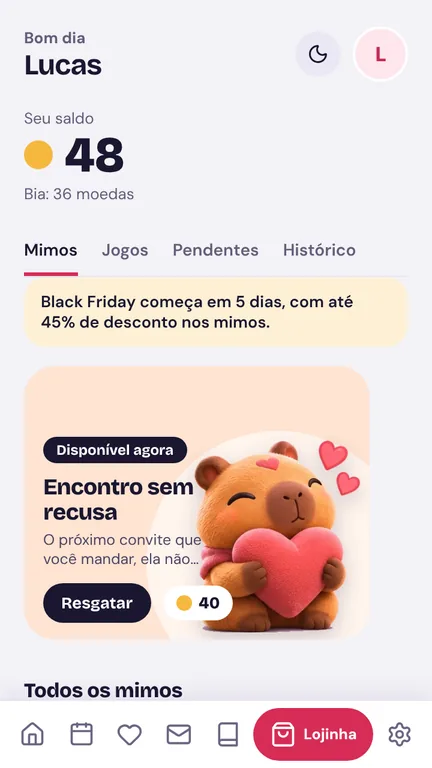 Bom dia
Lucas
L
Seu saldo
48
Bia: 36 moedas
Mimos Jogos Pendentes Histórico
Black Friday começa em 5 dias, com até
45% de desconto nos mimos.
Disponível agora
Encontro sem
recusa
O próximo convite que
você mandar, ela não...
Resgatar 40
Todos os mimos
Lojinha